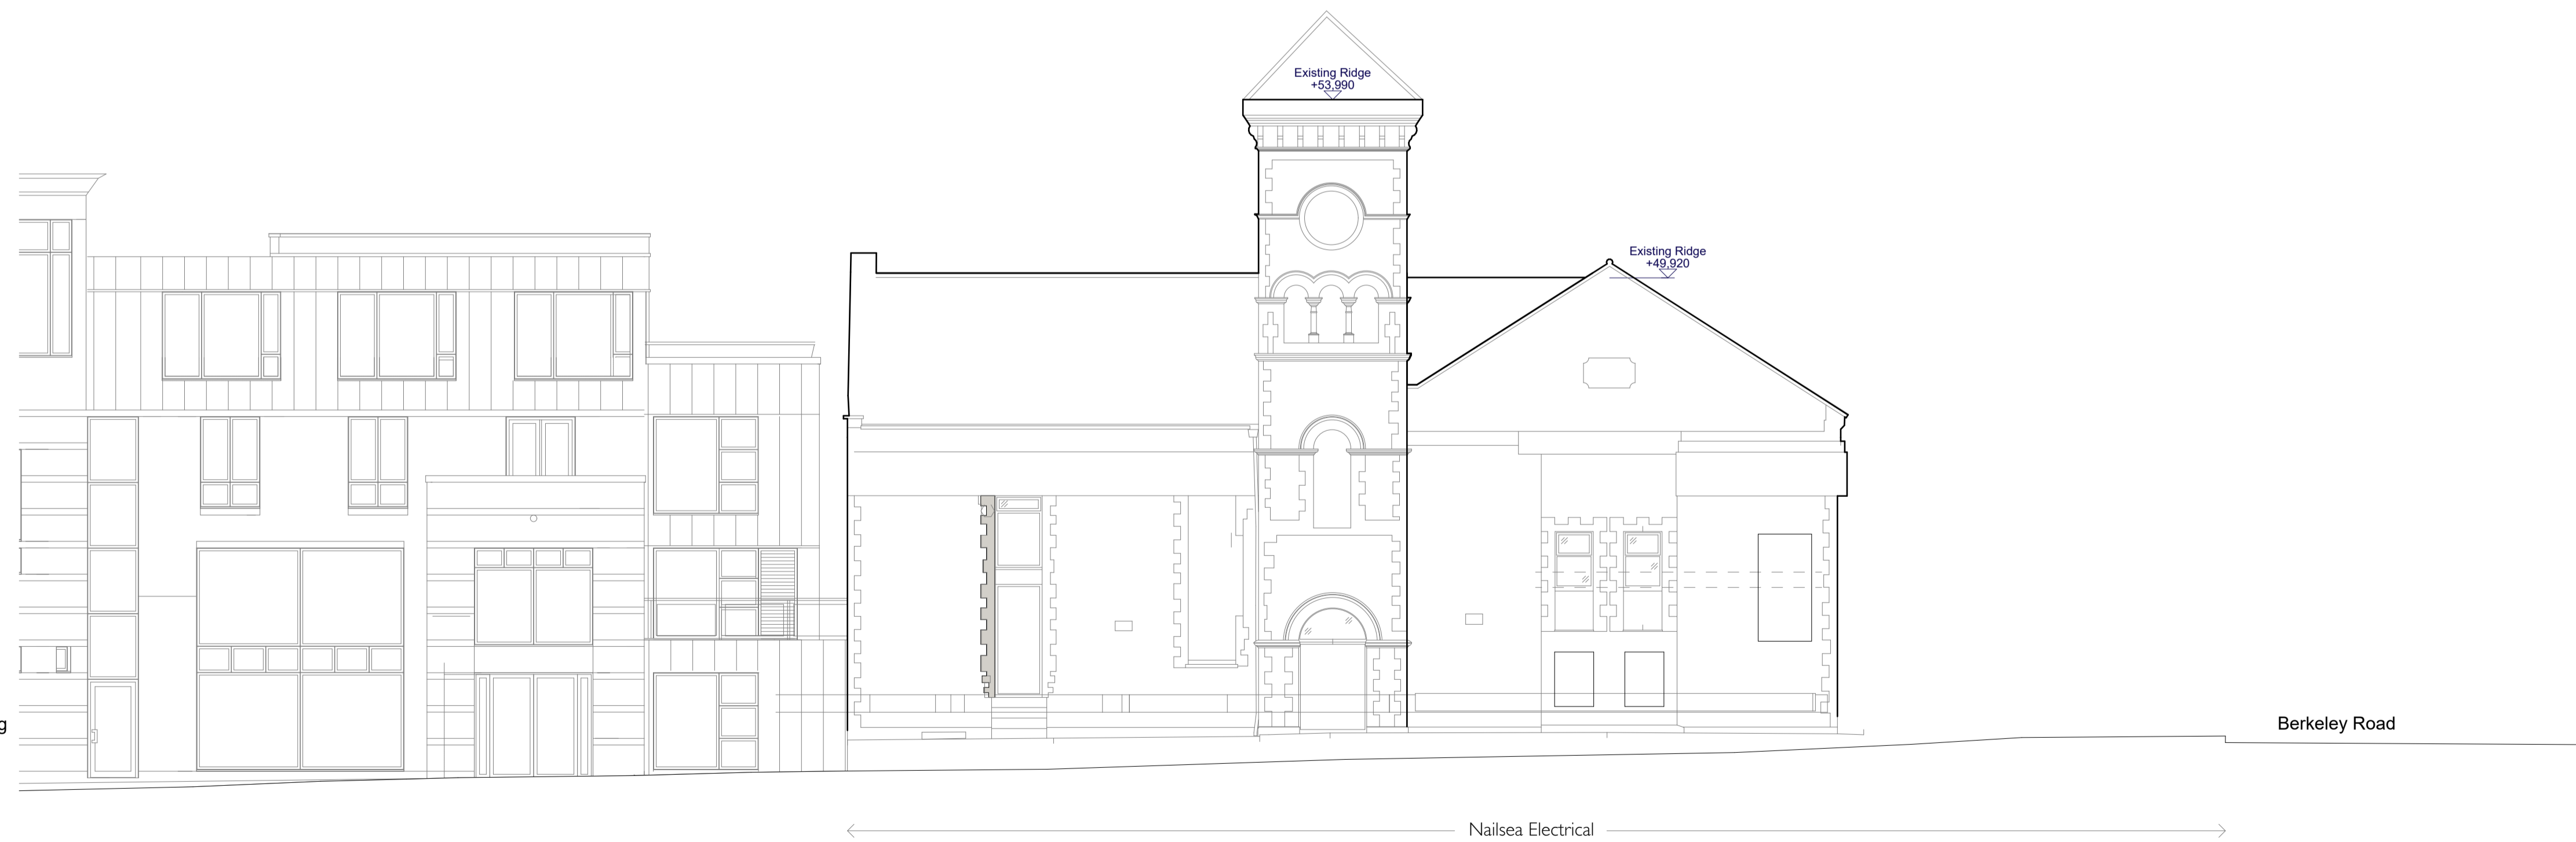 Existing Ridge
+53,990
Existing Ridge
+49,920
g
Berkeley Road
Nailsea Electrical